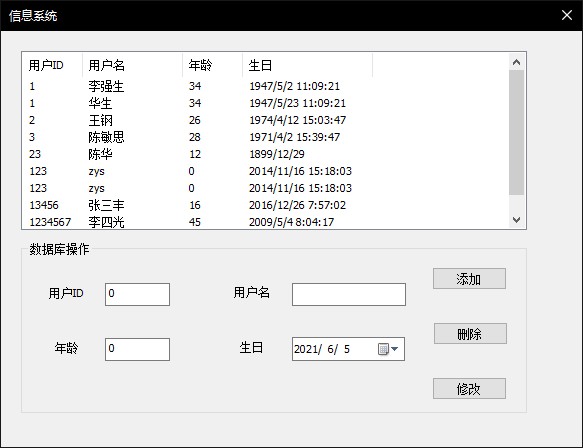 信息系统
用户ID 用户名 年龄 生日
1 李强生 34 1947/5/2 11:09:21
1 华生 34 1947/5/23 11:09:21
2 王钢 26 1974/4/12 15:03:47
3 陈敏思 28 1971/4/2 15:39:47
23 陈华 12 1899/12/29
123 zys 0 2014/11/16 15:18:03
123 zys 0 2014/11/16 15:18:03
13456 张三丰 16 2016/12/26 7:57:02
1234567 李四光 45 2009/5/4 8:04:17
数据库操作
用户ID 0 用户名 添加
年龄 0 生日 2021/ 6/ 5 删除
修改